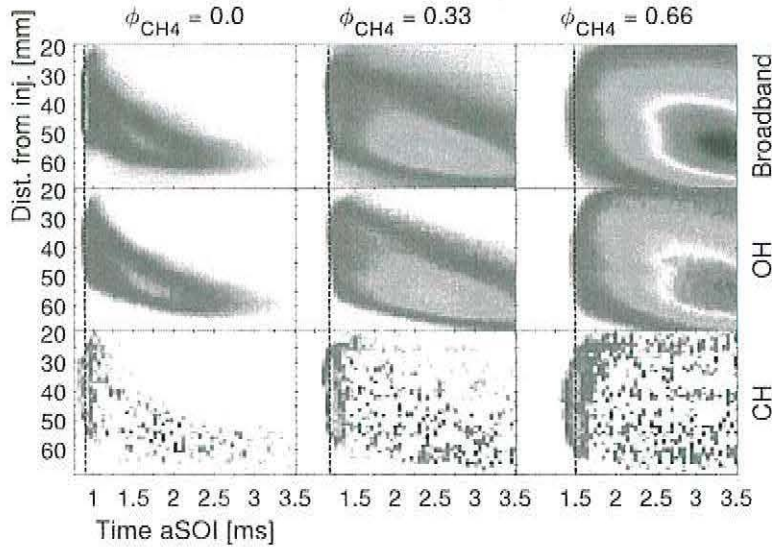 ϕCH4 = 0.0 ϕCH4 = 0.33 ϕCH4 = 0.66
Dist. from inj. [mm]
20
30
40
50
60
Broadband
20
30
40
50
60
OH
20
30
40
50
60
CH
1 1.5 2 2.5 3 3.5 1.5 2 2.5 3 3.5 1.5 2 2.5 3 3.5
Time aSOI [ms]